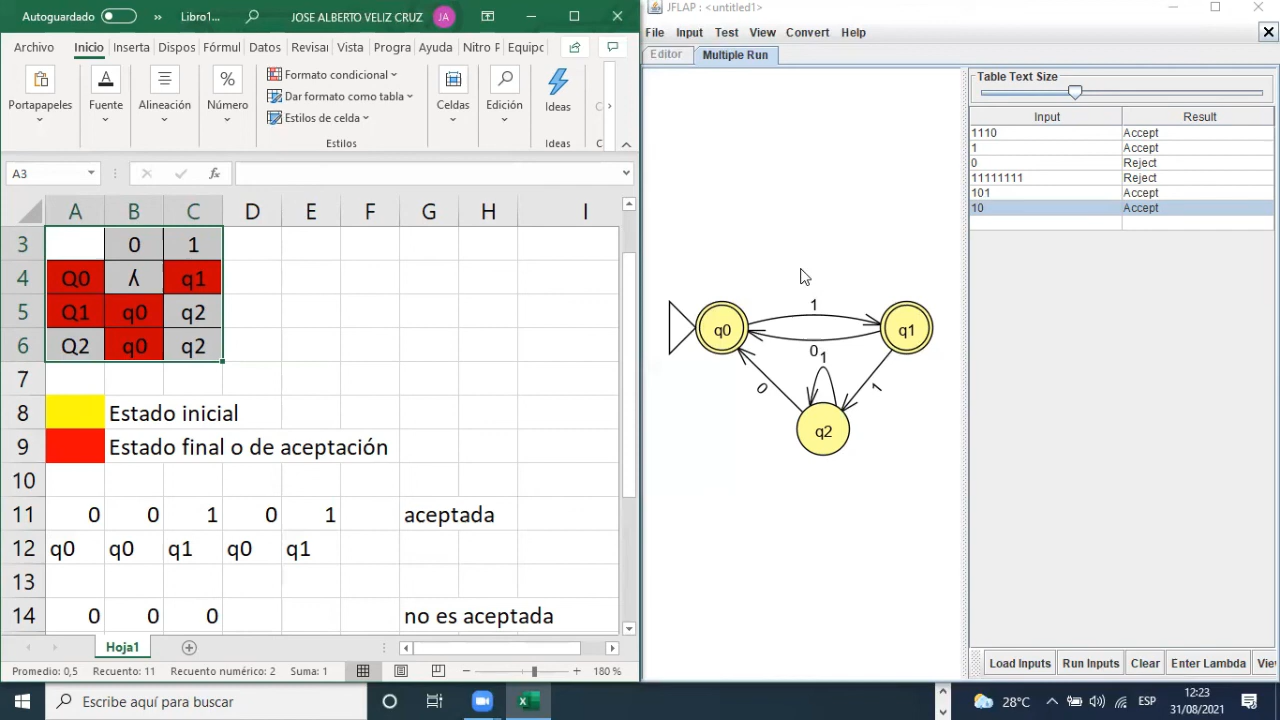 Autoguardado
Libro1...
JOSE ALBERTO VELIZ CRUZ
JA
Archivo Inicio Inserta Dispos Fórmul Datos Revisar Vista Progra Ayuda Nitro P Equipc
Portapapeles
Fuente
Alineación
Número
Formato condicional
Dar formato como tabla
Estilos de celda
Estilos
Celdas
Edición
Ideas
Ideas
A3
fx
A B C D E F G H I
3 0 1
4 Q0 ʎ q1
5 Q1 q0 q2
6 Q2 q0 q2
7
8 Estado inicial
9 Estado final o de aceptación
10
11 0 0 1 0 1 aceptada
12 q0 q0 q1 q0 q1
13
14 0 0 0 no es aceptada
Hoja1
Promedio: 0,5 Recuento: 11 Recuento numérico: 2 Suma: 1 180 %
JFLAP : <untitled1>
File Input Test View Convert Help
Editor Multiple Run
1
q0
q1
0
1
0
1
q2
Table Text Size
Input Result
1110 Accept
1 Accept
0 Reject
11111111 Reject
101 Accept
10 Accept
Load Inputs Run Inputs Clear Enter Lambda Vie
Escribe aquí para buscar
28°C
ESP
12:23
31/08/2021